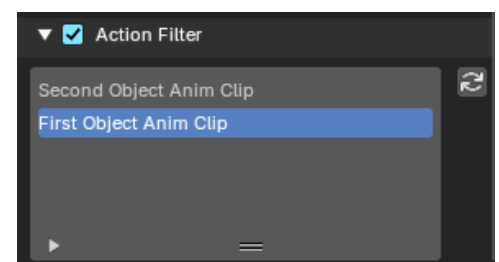 Action Filter
Second Object Anim Clip
First Object Anim Clip